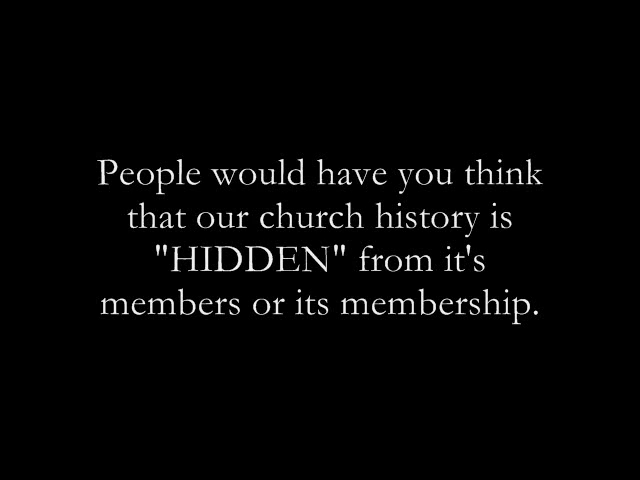 People would have you think
that our church history is
"HIDDEN" from it's
members or its membership.